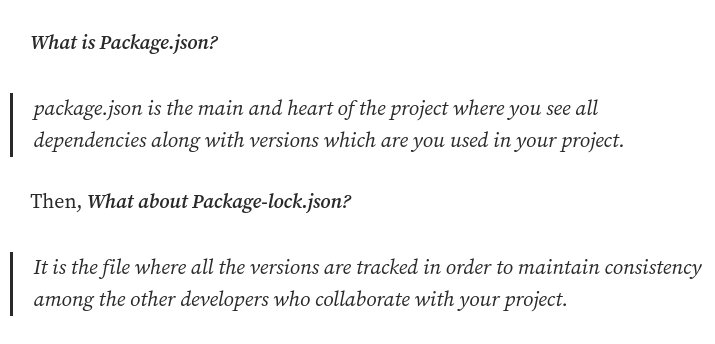 What is Package.json?
package.json is the main and heart of the project where you see all
dependencies along with versions which are you used in your project.
Then, What about Package-lock.json?
It is the file where all the versions are tracked in order to maintain consistency
among the other developers who collaborate with your project.